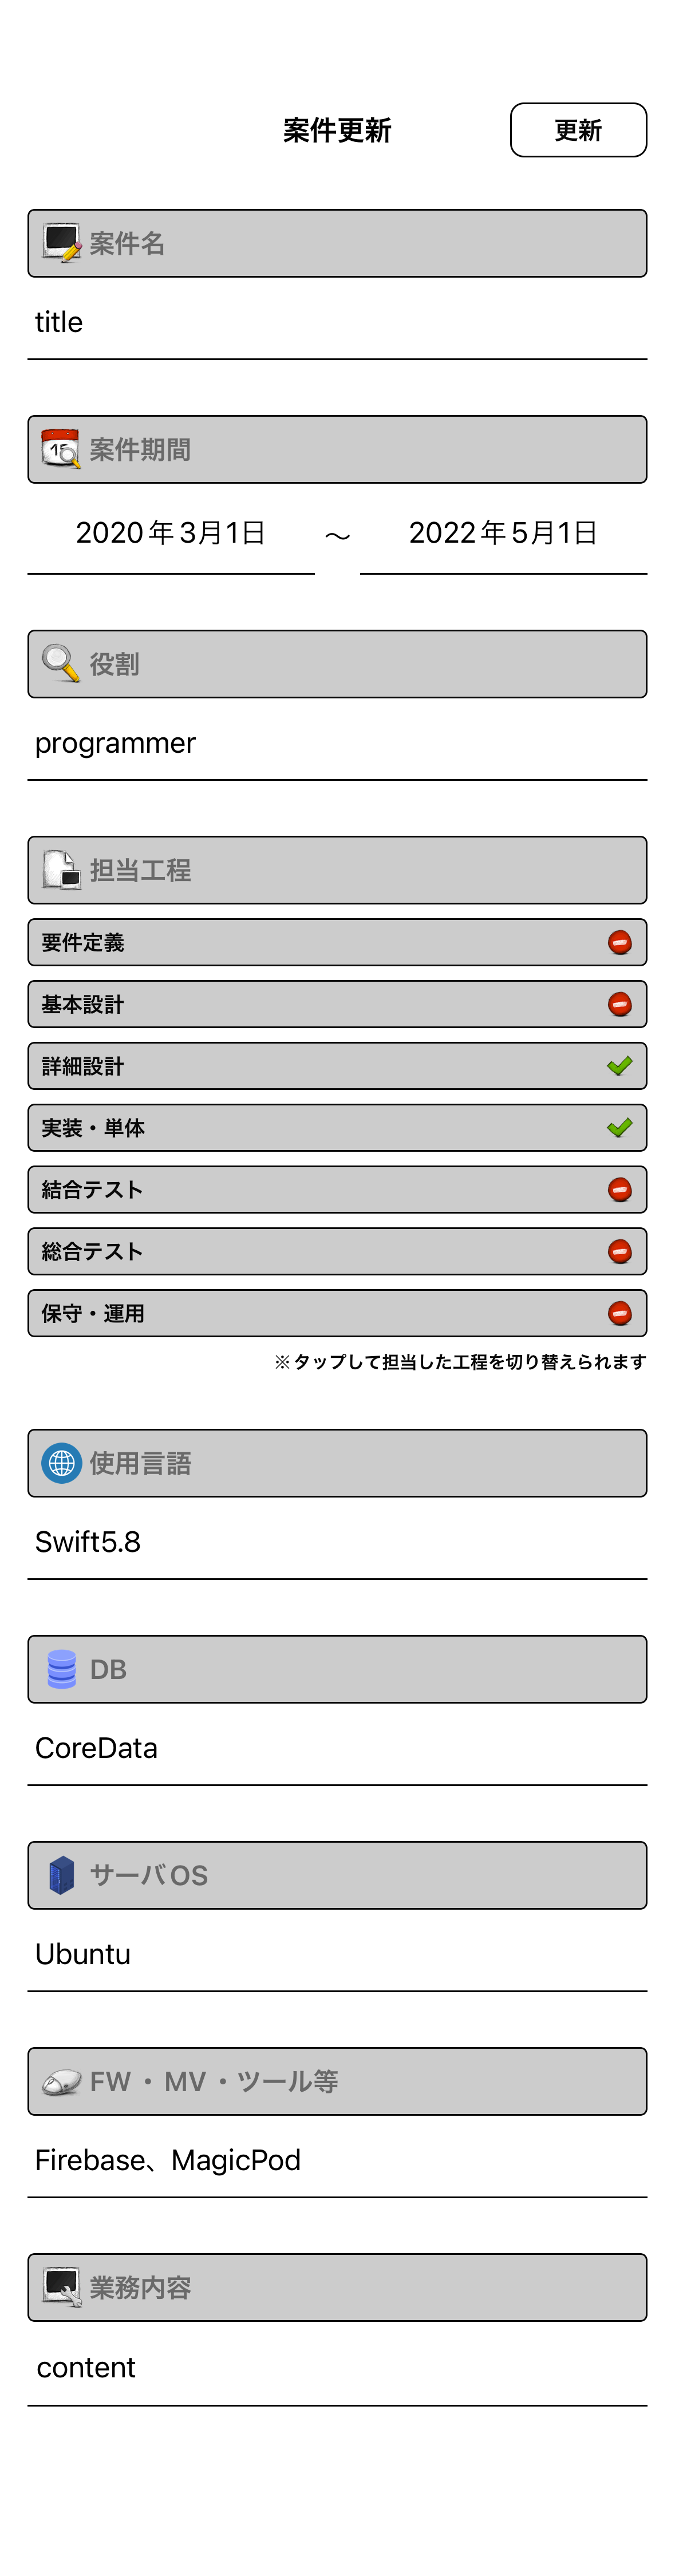 案件更新
更新
案件名
title
15
案件期間
2020年3月1日 ～ 2022年5月1日
役割
programmer
担当工程
要件定義
基本設計
詳細設計
実装・単体
結合テスト
総合テスト
保守・運用
※タップして担当した工程を切り替えられます
使用言語
Swift5.8
DB
CoreData
サーバOS
Ubuntu
FW・MV・ツール等
Firebase、MagicPod
業務内容
content